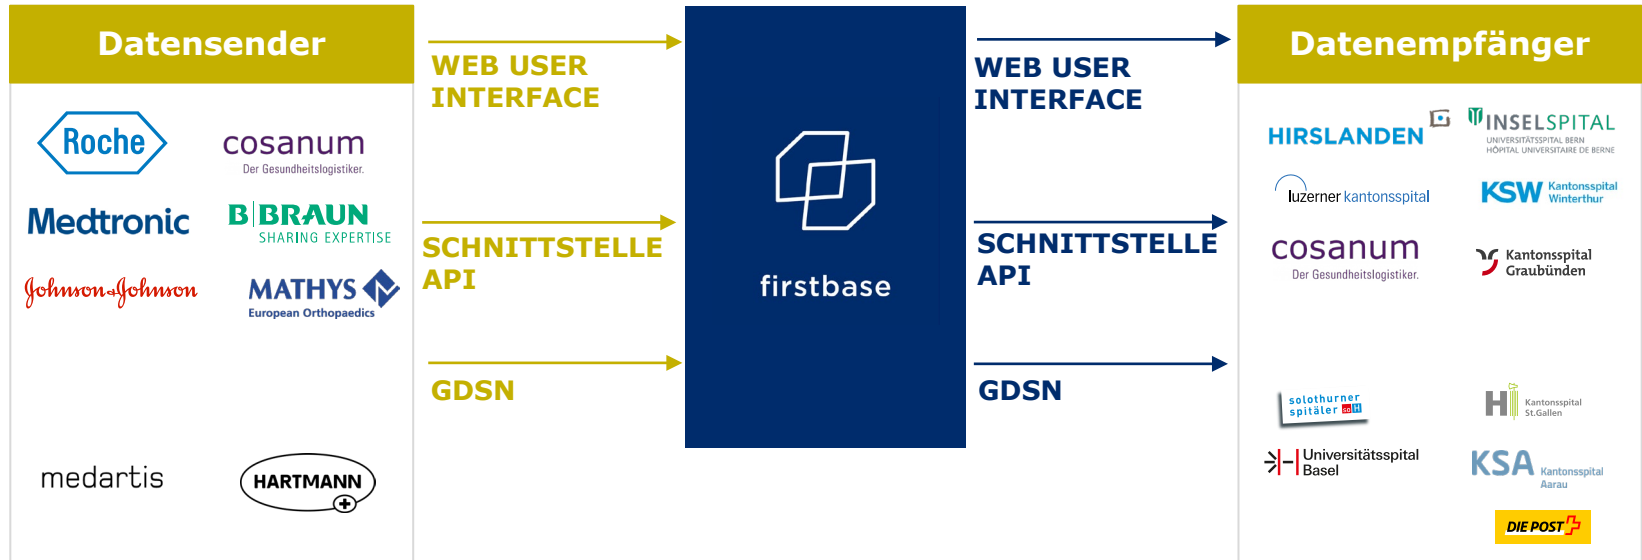 Datensender
Roche
cosanum
Der Gesundheitslogistiker.
Medtronic
B|BRAUN
SHARING EXPERTISE
Johnson & Johnson
MATHYS
European Orthopaedics
medartis
HARTMANN
WEB USER
INTERFACE
SCHNITTSTELLE
API
GDSN
firstbase
WEB USER
INTERFACE
SCHNITTSTELLE
API
GDSN
Datenempfänger
HIRSLANDEN
INSELSPITAL
UNIVERSITÄTSSPITAL BERN
HÔPITAL UNIVERSITAIRE DE BERNE
luzerner kantonsspital
KSW Kantonsspital
Winterthur
cosanum
Der Gesundheitslogistiker.
Kantonsspital
Graubünden
solothurner
spitäler soH
H Kantonsspital
St.Gallen
Universitätsspital
Basel
KSA Kantonsspital
Aarau
DIE POST